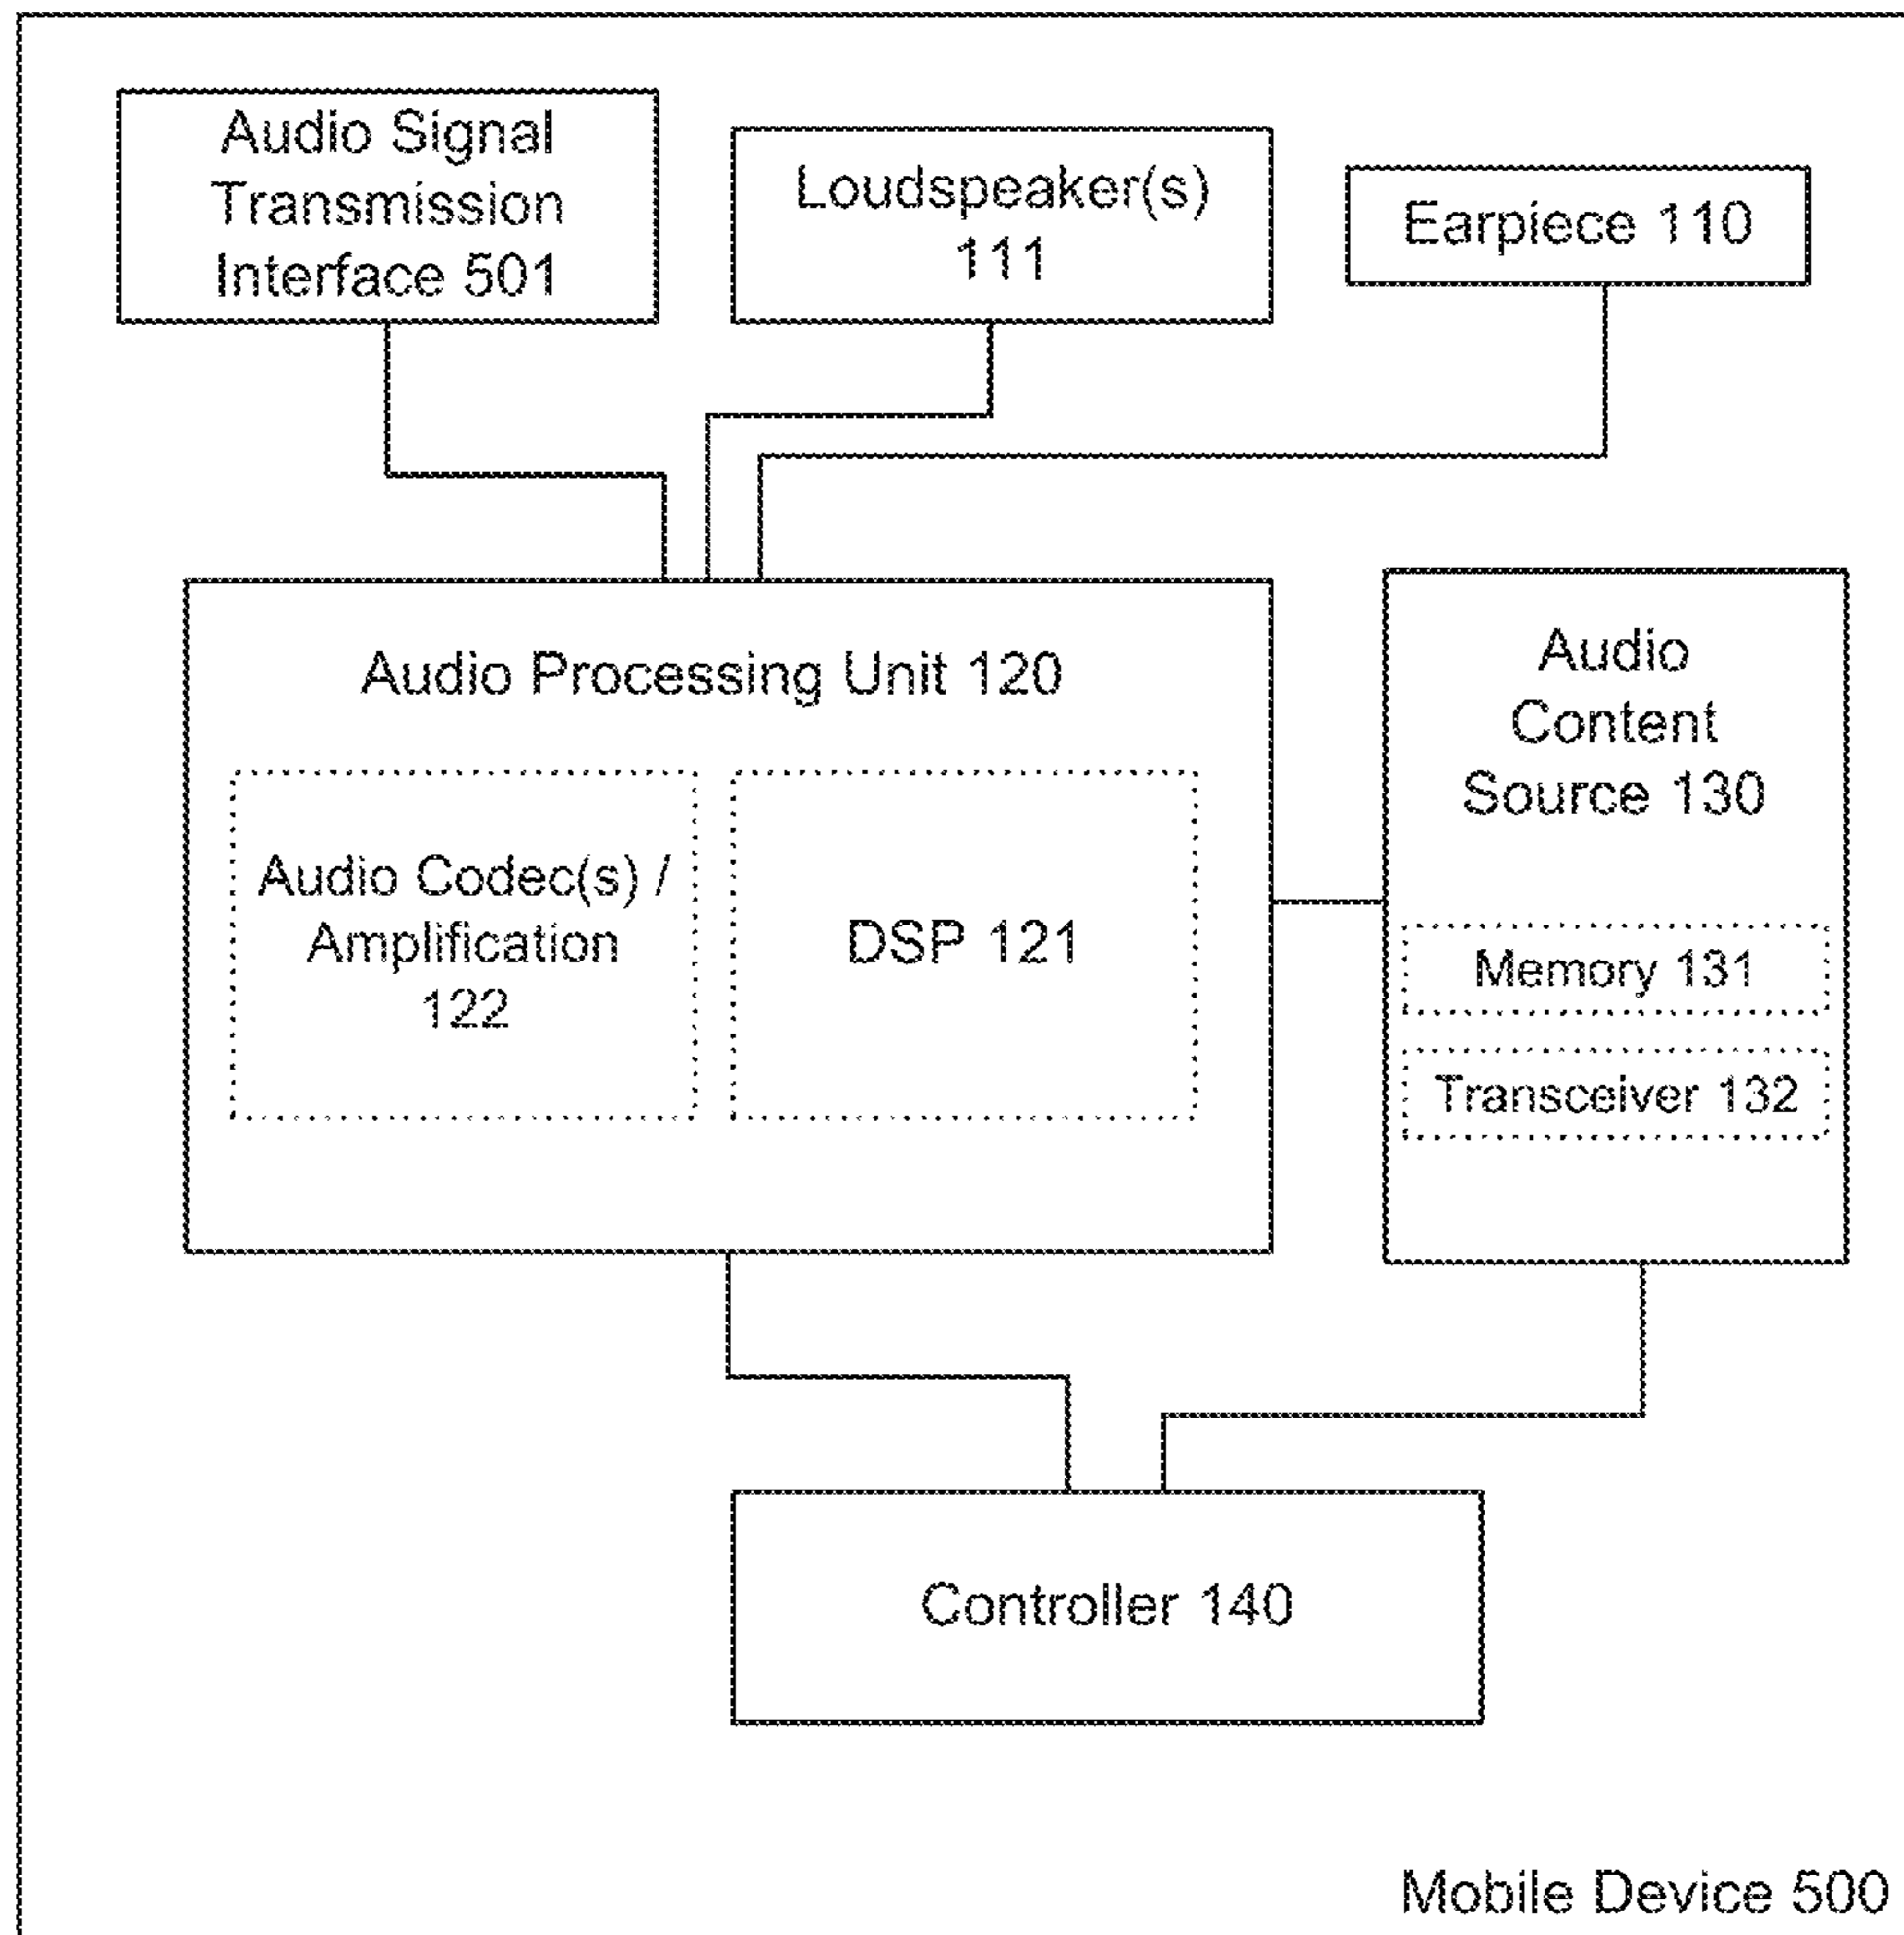 Audio Signal
Transmission
Interface 501
Loudspeaker(s)
111
Earpiece 110
Audio Processing Unit 120
Audio Codec(s) /
Amplification
122
DSP 121
Audio
Content
Source 130
Memory 131
Transceiver 132
Controller 140
Mobile Device 500